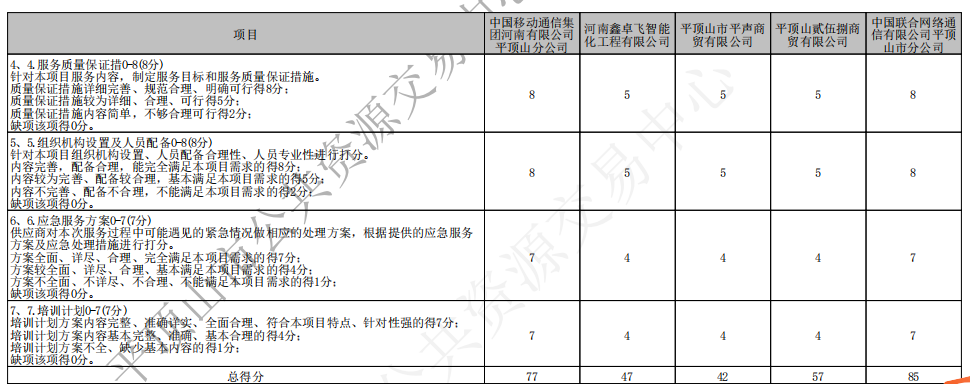 项目
中国移动通信集
团河南有限公司
平顶山分公司
河南鑫卓飞智能
化工程有限公司
平顶山市平声商
贸有限公司
平顶山贰伍捌商
贸有限公司
中国联合网络通
信有限公司平顶
山市分公司
4、4.服务质量保证措0-8(8分)
针对本项目服务内容，制定服务目标和服务质量保证措施。
质量保证措施详细完善、规范合理、明确可行得8分；
质量保证措施较为详细、合理、可行得5分；
质量保证措施内容简单，不够合理可行得2分；
缺项该项得0分。
8 5 5 5 8
5、5.组织机构设置及人员配备0-8(8分)
针对本项目组织机构设置、人员配备合理性、人员专业性进行打分。
内容完善，配备合理，能完全满足本项目需求的得8分；
内容较为完善、配备较合理，基本满足本项目需求的得5分；
内容不完善、配备不合理，不能满足本项目需求的得2分；
缺项该项得0分。
8 5 5 5 8
6、6.应急服务方案0-7(7分)
供应商对本次服务过程中可能遇见的紧急情况做相应的处理方案，根据提供的应急服务
方案及应急处理措施进行打分。
方案全面、详尽、合理、完全满足本项目需求的得7分；
方案较全面、详尽、合理、基本满足本项目需求的得4分；
方案不全面、不详尽、不合理、不能满足本项目需求的得1分；
缺项该项得0分。
7 4 4 4 7
7、7.培训计划0-7(7分)
培训计划方案内容完整、准确详实、全面合理、符合本项目特点、针对性强的得7分；
培训计划方案内容基本完整、准确、基本合理的得4分；
培训计划方案不全、缺少基本内容的得1分；
缺项该项得0分。
7 4 4 4 7
总得分 77 47 42 57 85
平顶山市公共资源交易中心
公共资源交易中心